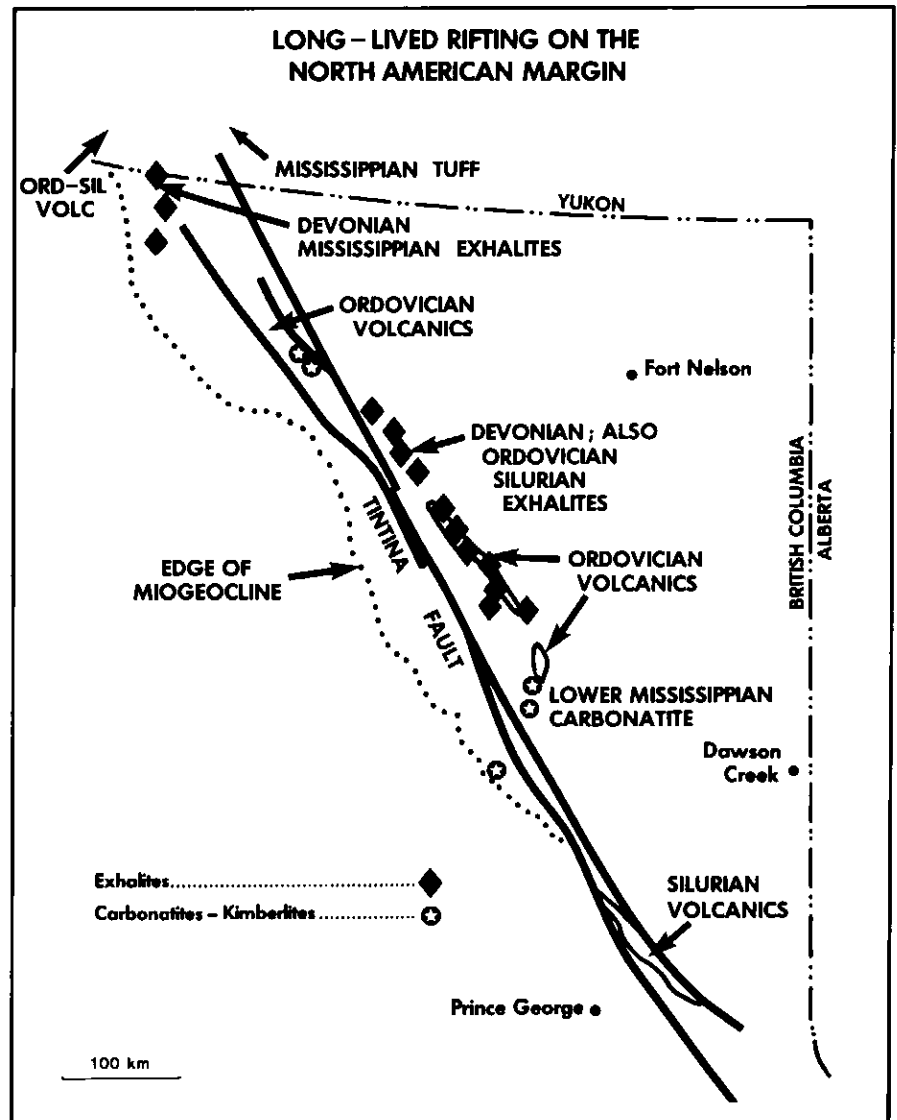 LONG–LIVED RIFTING ON THE
NORTH AMERICAN MARGIN
MISSISSIPPIAN TUFF
ORD–SIL
VOLC
YUKON
DEVONIAN
MISSISSIPPIAN EXHALITES
ORDOVICIAN
VOLCANICS
Fort Nelson
DEVONIAN; ALSO
ORDOVICIAN
SILURIAN
EXHALITES
BRITISH COLUMBIA
ALBERTA
TINTINA
FAULT
EDGE OF
MIOGEOCLINE
ORDOVICIAN
VOLCANICS
LOWER MISSISSIPPIAN
CARBONATITE
Dawson
Creek
Exhalites
Carbonatites – Kimberlites
SILURIAN
VOLCANICS
Prince George
100 km